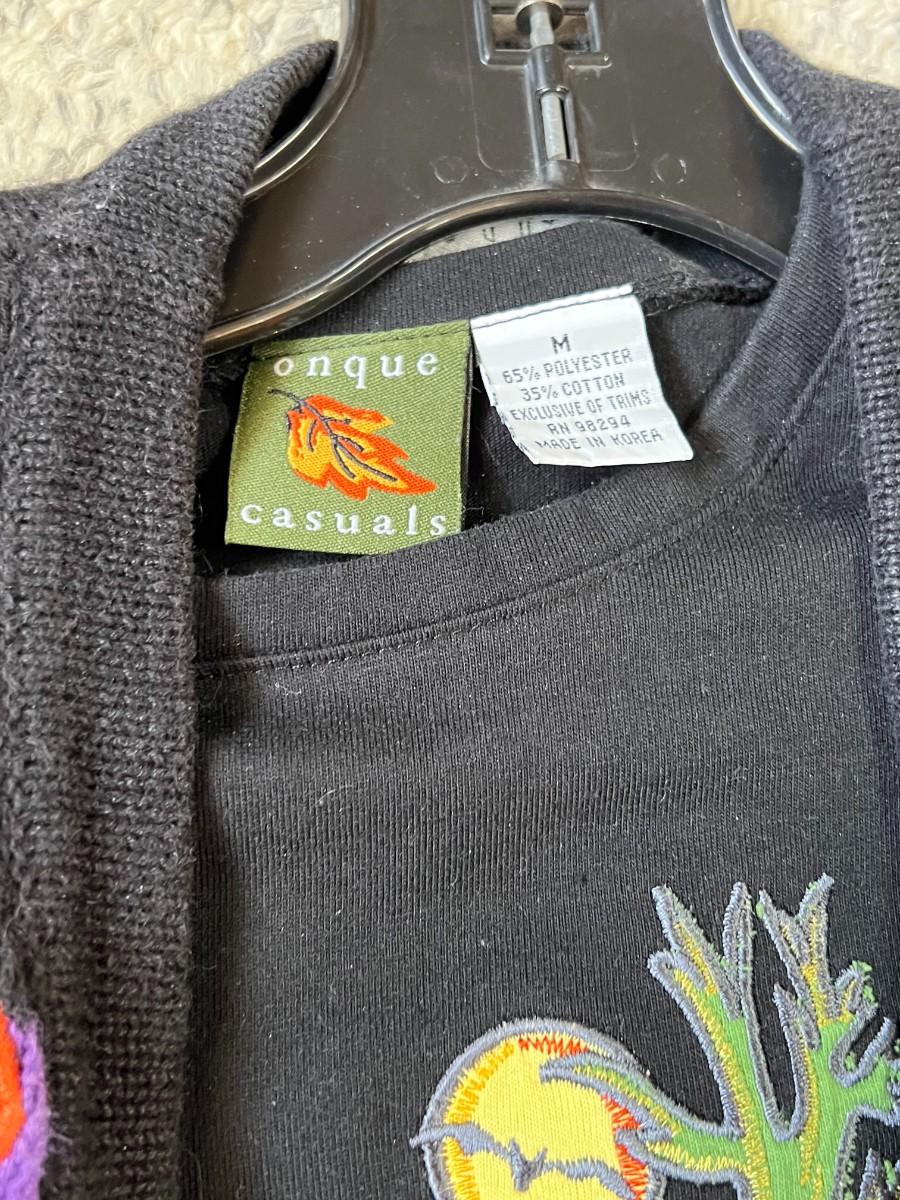 onque
casuals
M
65% POLYESTER
35% COTTON
EXCLUSIVE OF TRIMS
RN 98294
MADE IN KOREA